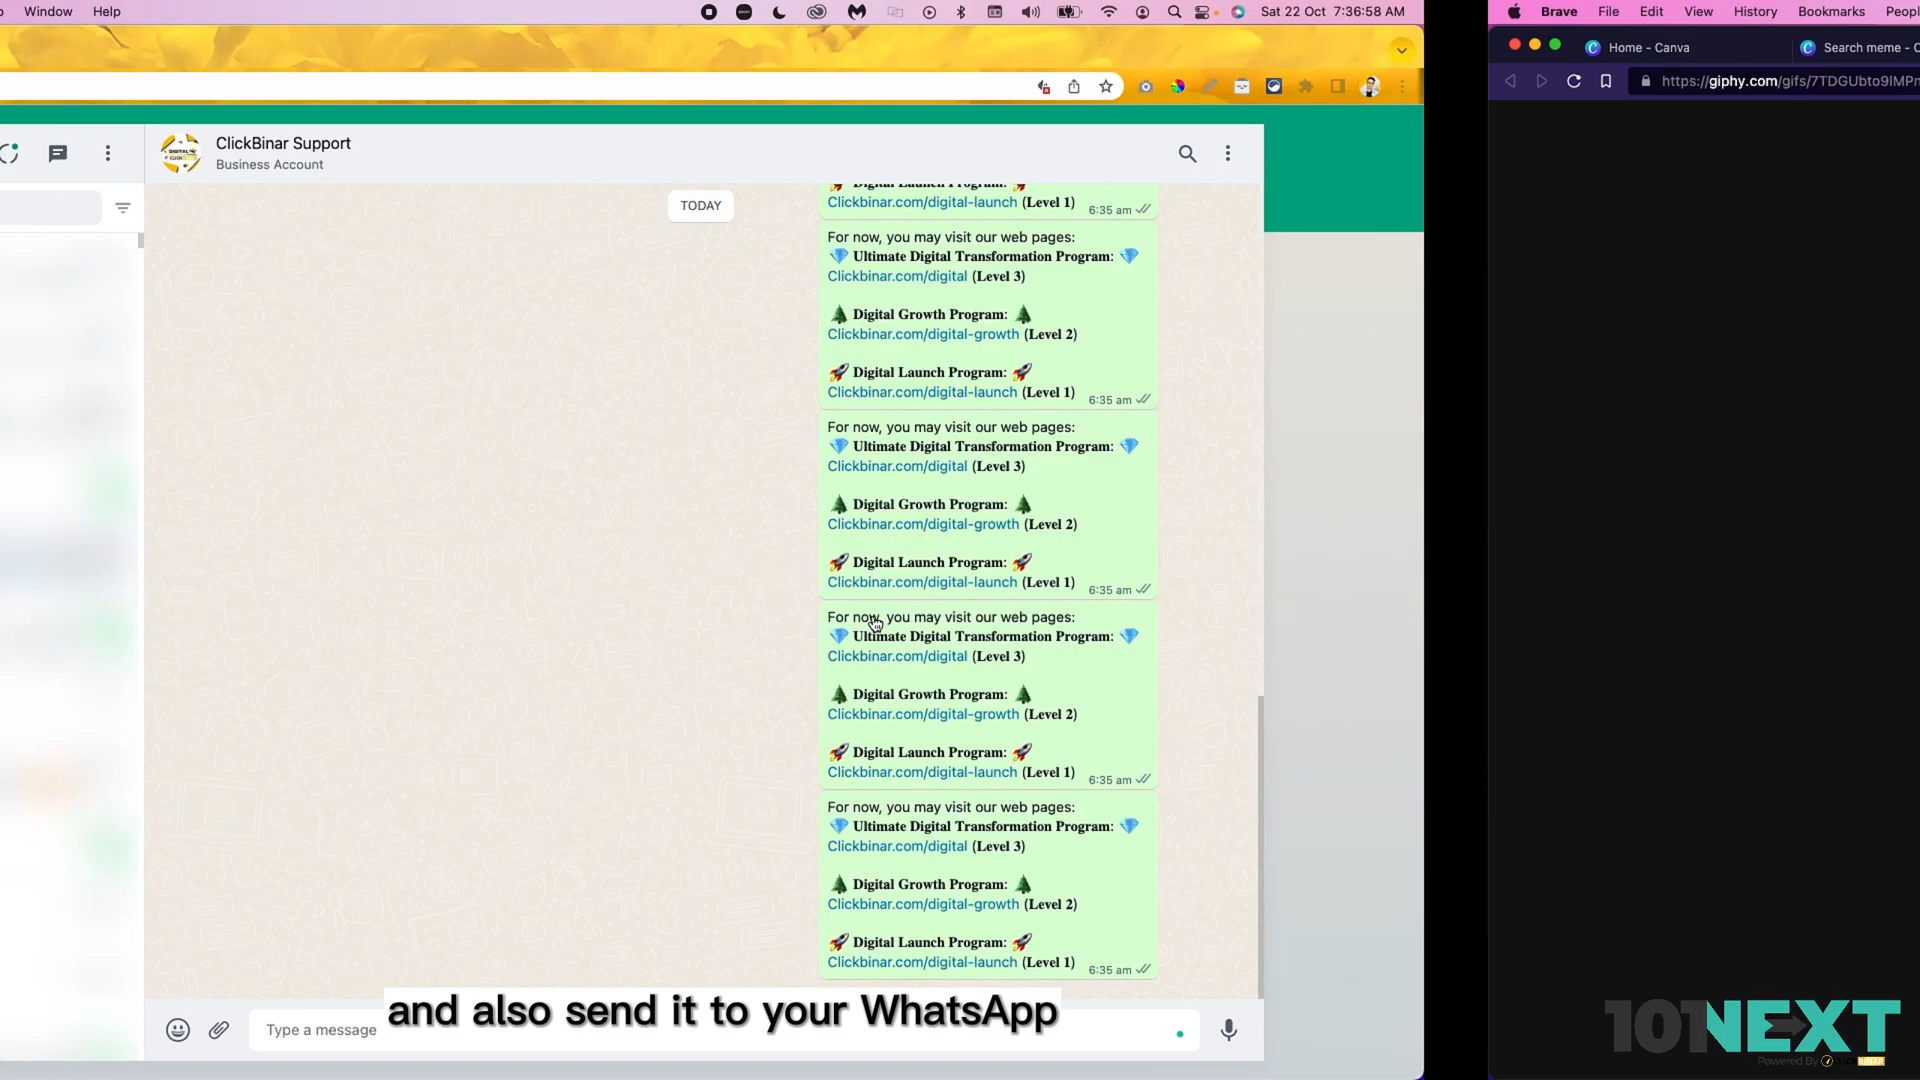 Window Help
Sat 22 Oct 7:36:58 AM
Brave File Edit View History Bookmarks
Home - Canva
Search meme - C
https://giphy.com/gifs/7TDGUbto9IMPn
ClickBinar Support
Business Account
TODAY
🚀 Digital Launch Program: 🚀
Clickbinar.com/digital-launch (Level 1)
6:35 am
For now, you may visit our web pages:
💎 Ultimate Digital Transformation Program: 💎
Clickbinar.com/digital (Level 3)
🌲 Digital Growth Program: 🌲
Clickbinar.com/digital-growth (Level 2)
🚀 Digital Launch Program: 🚀
Clickbinar.com/digital-launch (Level 1)
6:35 am
For now, you may visit our web pages:
💎 Ultimate Digital Transformation Program: 💎
Clickbinar.com/digital (Level 3)
🌲 Digital Growth Program: 🌲
Clickbinar.com/digital-growth (Level 2)
🚀 Digital Launch Program: 🚀
Clickbinar.com/digital-launch (Level 1)
6:35 am
For now, you may visit our web pages:
💎 Ultimate Digital Transformation Program: 💎
Clickbinar.com/digital (Level 3)
🌲 Digital Growth Program: 🌲
Clickbinar.com/digital-growth (Level 2)
🚀 Digital Launch Program: 🚀
Clickbinar.com/digital-launch (Level 1)
6:35 am
For now, you may visit our web pages:
💎 Ultimate Digital Transformation Program: 💎
Clickbinar.com/digital (Level 3)
🌲 Digital Growth Program: 🌲
Clickbinar.com/digital-growth (Level 2)
🚀 Digital Launch Program: 🚀
Clickbinar.com/digital-launch (Level 1)
6:35 am
and also send it to your WhatsApp
Type a message
101NEXT
Powered By